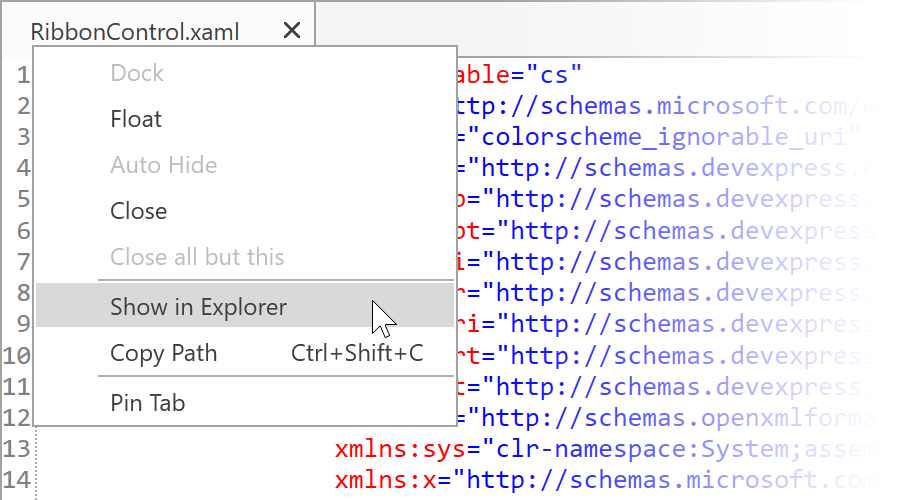 RibbonControl.xaml
1 able="cs"
Dock
2 ttp://schemas.microsoft.com/w
Float
3 ="colorscheme_ignorable_uri"
Auto Hide
4 ="http://schemas.devexpress.c
5 o="http://schemas.devexpress.
Close
6 ot="http://schemas.devexpress.
Close all but this
7 i="http://schemas.devexpress.
8 r="http://schemas.devexpress.
Show in Explorer
9 ri="http://schemas.devexpress.
10 rt="http://schemas.devexpress.
Copy Path Ctrl+Shift+C
11 t="http://schemas.devexpress.
12 ="http://schemas.openxmlforma
Pin Tab
13 xmlns:sys="clr-namespace:System;assem
14 xmlns:x="http://schemas.microsoft.com